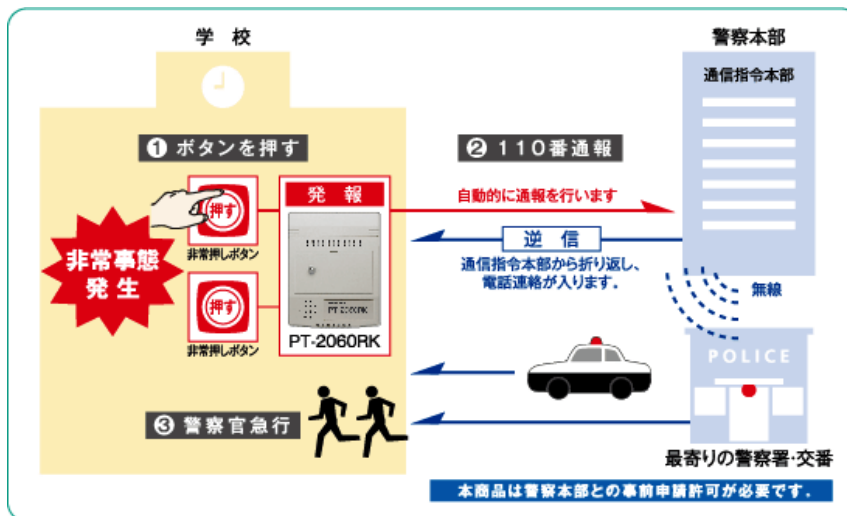 学校
警察本部
通信指令本部
❶ ボタンを押す
❷ 110番通報
発報
押す
自動的に通報を行います
逆信
非常押しボタン
非常事態
発生
通信指令本部から折り返し、
電話連絡が入ります.
無線
押す
PT-2060RK
非常押しボタン
PT-2060RK
POLICE
❸ 警察官急行
最寄りの警察署・交番
本商品は警察本部との事前申請許可が必要です.